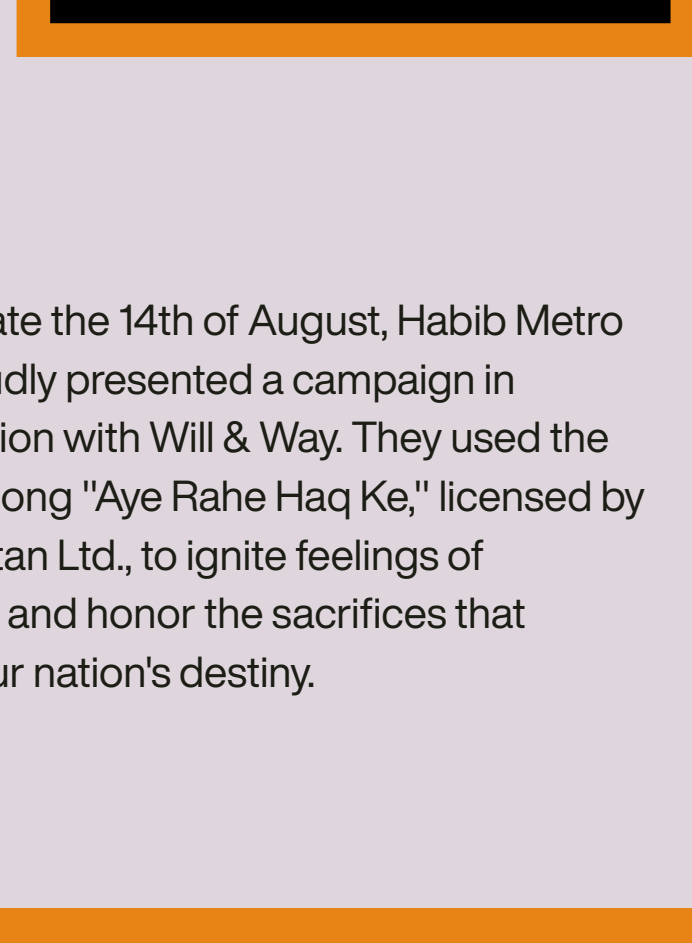 ate the 14th of August, Habib Metro
udly presented a campaign in
tion with Will & Way. They used the
ong "Aye Rahe Haq Ke," licensed by
tan Ltd., to ignite feelings of
and honor the sacrifices that
ur nation's destiny.